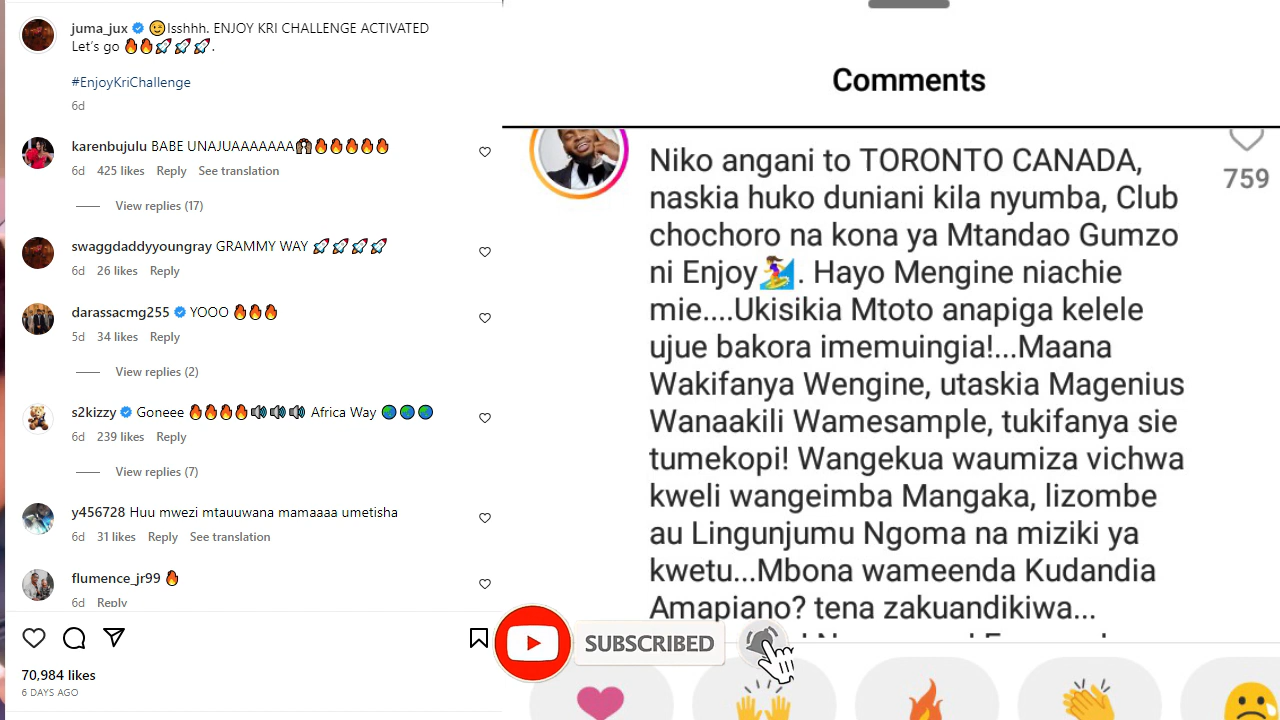 juma_jux 😉Isshhh. ENJOY KRI CHALLENGE ACTIVATED
Let's go 🔥🔥🚀🚀🚀.
#EnjoyKriChallenge
6d
karenbujulu BABE UNAJUAAAAAAA🙈🔥🔥🔥🔥🔥
6d 425 likes Reply See translation
View replies (17)
swaggdaddyyoungray GRAMMY WAY 🚀🚀🚀🚀
6d 26 likes Reply
darassacmg255 YOOO 🔥🔥🔥
5d 34 likes Reply
View replies (2)
s2kizzy Goneee 🔥🔥🔥🔥🔊🔊🔊 Africa Way 🌍🌍🌍
6d 239 likes Reply
View replies (7)
y456728 Huu mwezi mtauuwana mamaaaa umetisha
6d 31 likes Reply See translation
flumence_jr99 🔥
6d Reply
70,984 likes
6 DAYS AGO
Comments
Niko angani to TORONTO CANADA,
naskia huko duniani kila nyumba, Club
chochoro na kona ya Mtandao Gumzo
ni Enjoy🏄‍♀️. Hayo Mengine niachie
mie....Ukisikia Mtoto anapiga kelele
ujue bakora imemuingia!...Maana
Wakifanya Wengine, utaskia Magenius
Wanaakili Wamesample, tukifanya sie
tumekopi! Wangekua waumiza vichwa
kweli wangeimba Mangaka, lizombe
au Lingunjumu Ngoma na miziki ya
kwetu...Mbona wameenda Kudandia
Amapiano? tena zakuandikiwa...
759
SUBSCRIBED